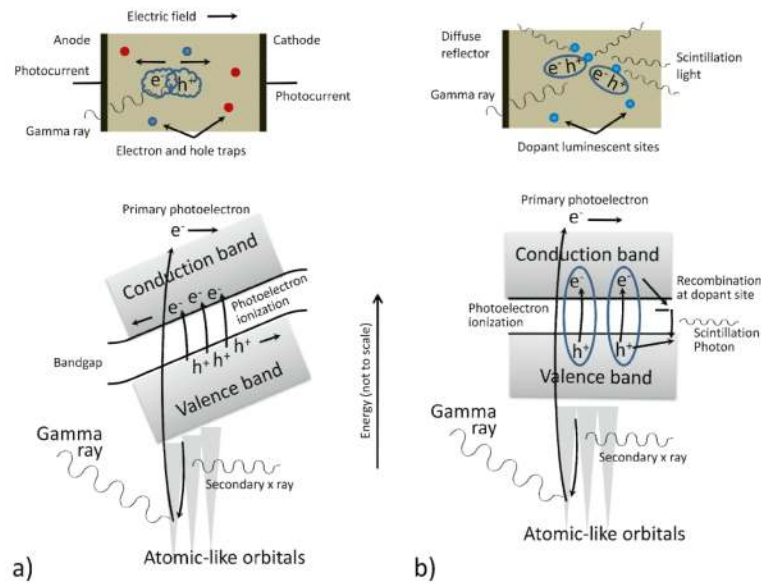 Electric field
Anode
Cathode
Photocurrent
e⁻
h⁺
Photocurrent
Gamma ray
Electron and hole traps
Primary photoelectron
e⁻
Conduction band
e⁻ e⁻ e⁻
Photoelectron
ionization
Bandgap
h⁺ h⁺ h⁺
Valence band
Gamma
ray
Secondary x ray
Atomic-like orbitals
a)
Energy (not to scale)
Diffuse
reflector
Scintillation
light
e⁻ h⁺
e⁻ h⁺
Gamma ray
Dopant luminescent sites
Primary photoelectron
e⁻
Conduction band
e⁻ e⁻
Recombination
at dopant site
Photoelectron
ionization
Scintillation
Photon
h⁺ h⁺
Valence band
Gamma
ray
Secondary x ray
Atomic-like orbitals
b)